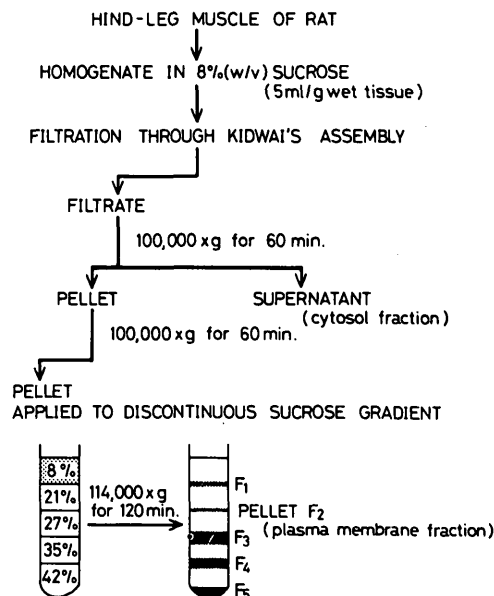 HIND-LEG MUSCLE OF RAT
HOMOGENATE IN 8%(w/v) SUCROSE
(5ml/g wet tissue)
FILTRATION THROUGH KIDWAI'S ASSEMBLY
FILTRATE
100,000 xg for 60 min.
PELLET
SUPERNATANT
(cytosol fraction)
100,000 xg for 60 min.
PELLET
APPLIED TO DISCONTINUOUS SUCROSE GRADIENT
8%
21%
27%
35%
42%
114,000 x g
for 120 min.
F1
PELLET F2
(plasma membrane fraction)
F3
F4
F5